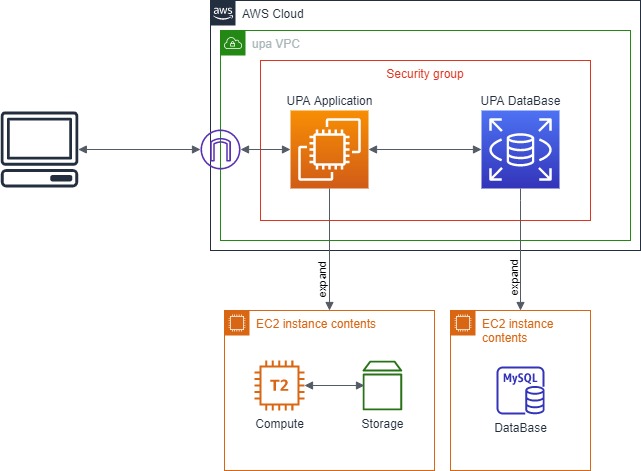 aws
AWS Cloud
upa VPC
Security group
UPA Application
UPA DataBase
expand
expand
EC2 instance contents
T2
Compute
Storage
EC2 instance
contents
MySQL
DataBase